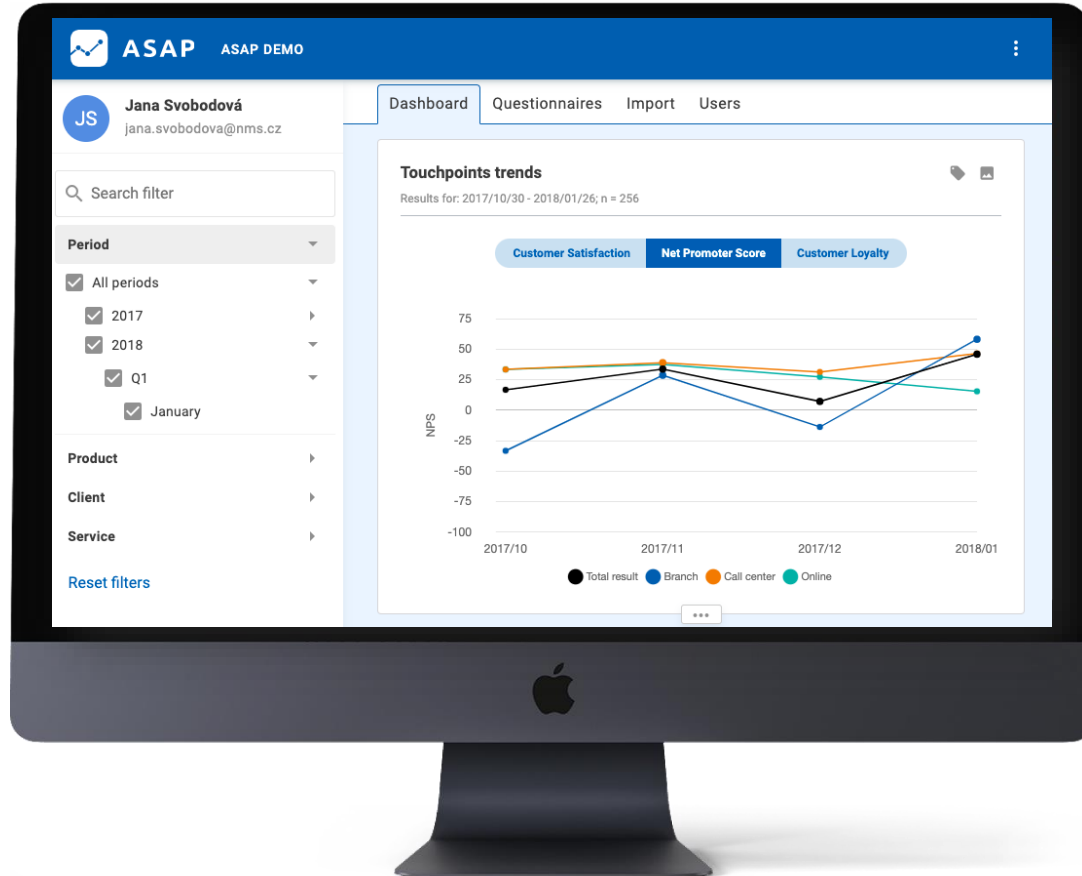 ASAP ASAP DEMO
JS
Jana Svobodová
jana.svobodova@nms.cz
Search filter
Period
All periods
2017
2018
Q1
January
Product
Client
Service
Reset filters
Dashboard Questionnaires Import Users
Touchpoints trends
Results for: 2017/10/30 - 2018/01/26; n = 256
Customer Satisfaction Net Promoter Score Customer Loyalty
NPS
75
50
25
0
-25
-50
-75
-100
2017/10 2017/11 2017/12 2018/01
Total result Branch Call center Online